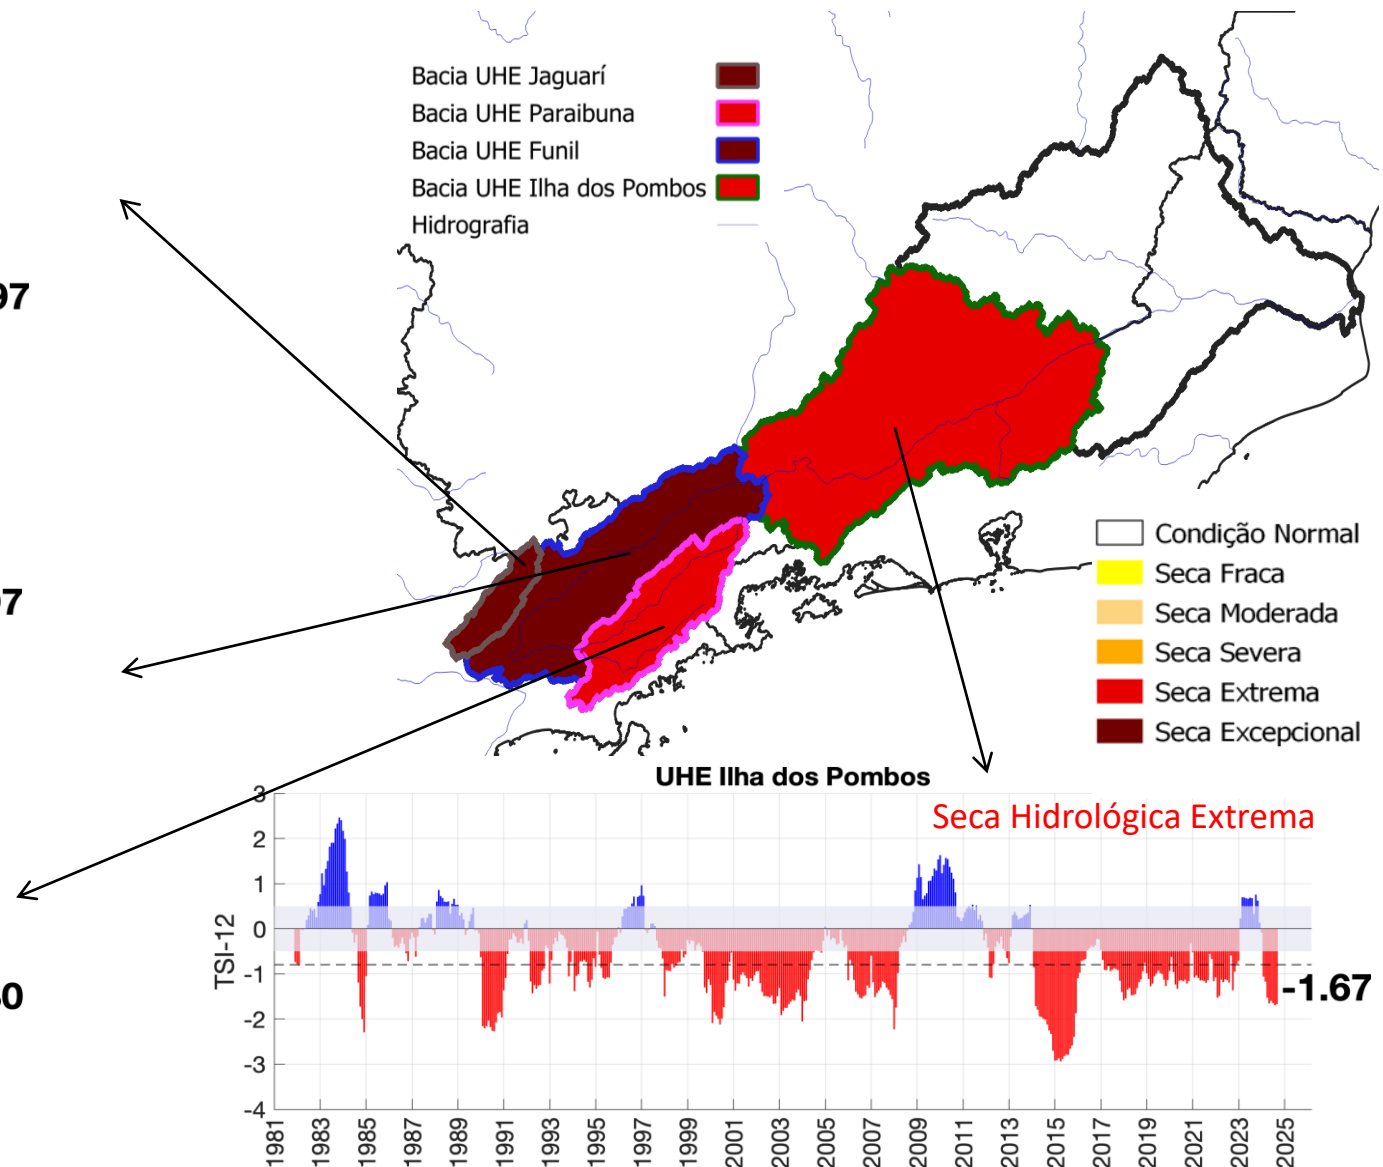 Bacia UHE Jaguarí
Bacia UHE Paraibuna
Bacia UHE Funil
Bacia UHE Ilha dos Pombos
Hidrografia
97
Condição Normal
Seca Fraca
Seca Moderada
Seca Severa
Seca Extrema
Seca Excepcional
UHE Ilha dos Pombos
Seca Hidrológica Extrema
TSI-12
3
2
1
0
-1
-2
-3
-4
-1.67
1981 1983 1985 1987 1989 1991 1993 1995 1997 1999 2001 2003 2005 2007 2009 2011 2013 2015 2017 2019 2021 2023 2025